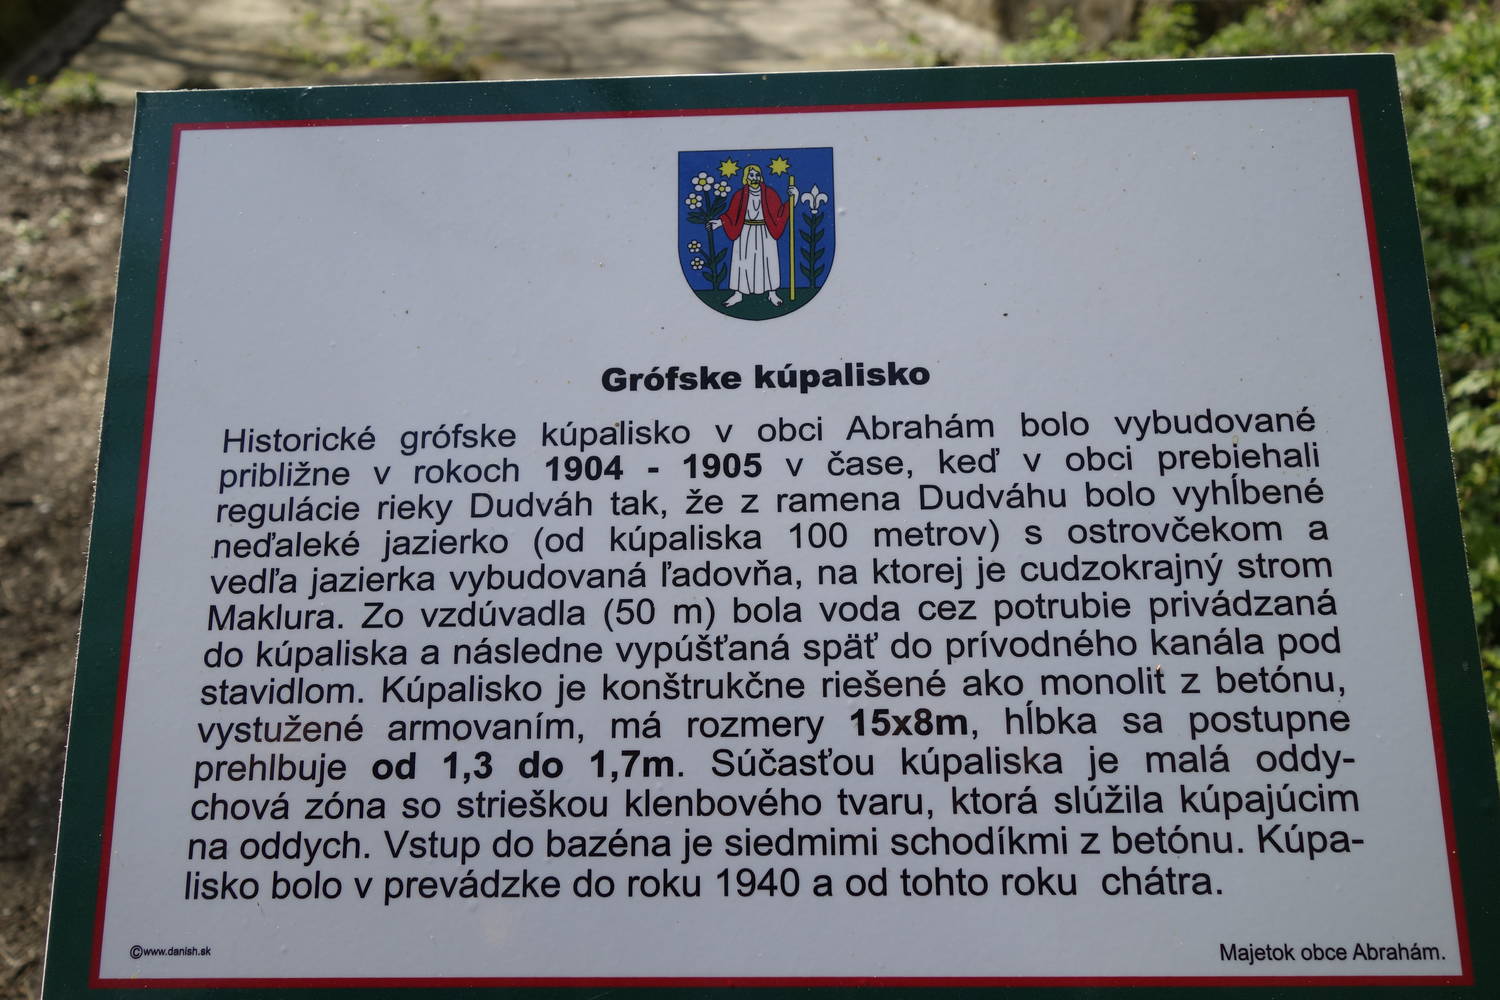 Grófske kúpalisko
Historické grófske kúpalisko v obci Abrahám bolo vybudované
približne v rokoch 1904 - 1905 v čase, keď v obci prebiehali
regulácie rieky Dudváh tak, že z ramena Dudváhu bolo vyhĺbené
neďaleké jazierko (od kúpaliska 100 metrov) s ostrovčekom a
vedľa jazierka vybudovaná ľadovňa, na ktorej je cudzokrajný strom
Maklura. Zo vzdúvadla (50 m) bola voda cez potrubie privádzaná
do kúpaliska a následne vypúšťaná späť do prívodného kanála pod
stavidlom. Kúpalisko je konštrukčne riešené ako monolit z betónu,
vystužené armovaním, má rozmery 15x8m, hĺbka sa postupne
prehlbuje od 1,3 do 1,7m. Súčasťou kúpaliska je malá oddy-
chová zóna so strieškou klenbového tvaru, ktorá slúžila kúpajúcim
na oddych. Vstup do bazéna je siedmimi schodíkmi z betónu. Kúpa-
lisko bolo v prevádzke do roku 1940 a od tohto roku chátra.
©www.danish.sk
Majetok obce Abrahám.